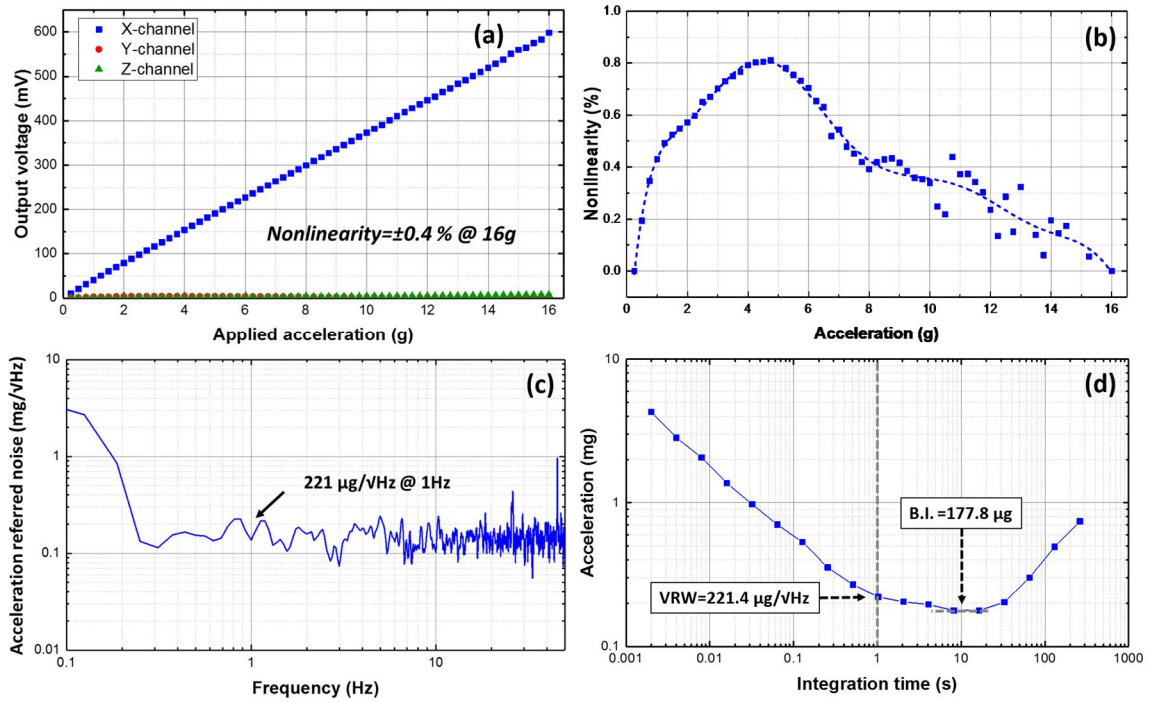 (a)
X-channel
Y-channel
Z-channel
Output voltage (mV)
600
500
400
300
200
100
0
Nonlinearity=±0.4 % @ 16g
0 2 4 6 8 10 12 14 16
Applied acceleration (g)
(b)
Nonlinearity (%)
1.0
0.8
0.6
0.4
0.2
0.0
0 2 4 6 8 10 12 14 16
Acceleration (g)
(c)
Acceleration referred noise (mg/√Hz)
10
1
0.1
0.01
221 µg/√Hz @ 1Hz
0.1 1 10
Frequency (Hz)
(d)
Acceleration (mg)
10
1
0.1
B.I. =177.8 µg
VRW=221.4 µg/√Hz
0.001 0.01 0.1 1 10 100 1000
Integration time (s)